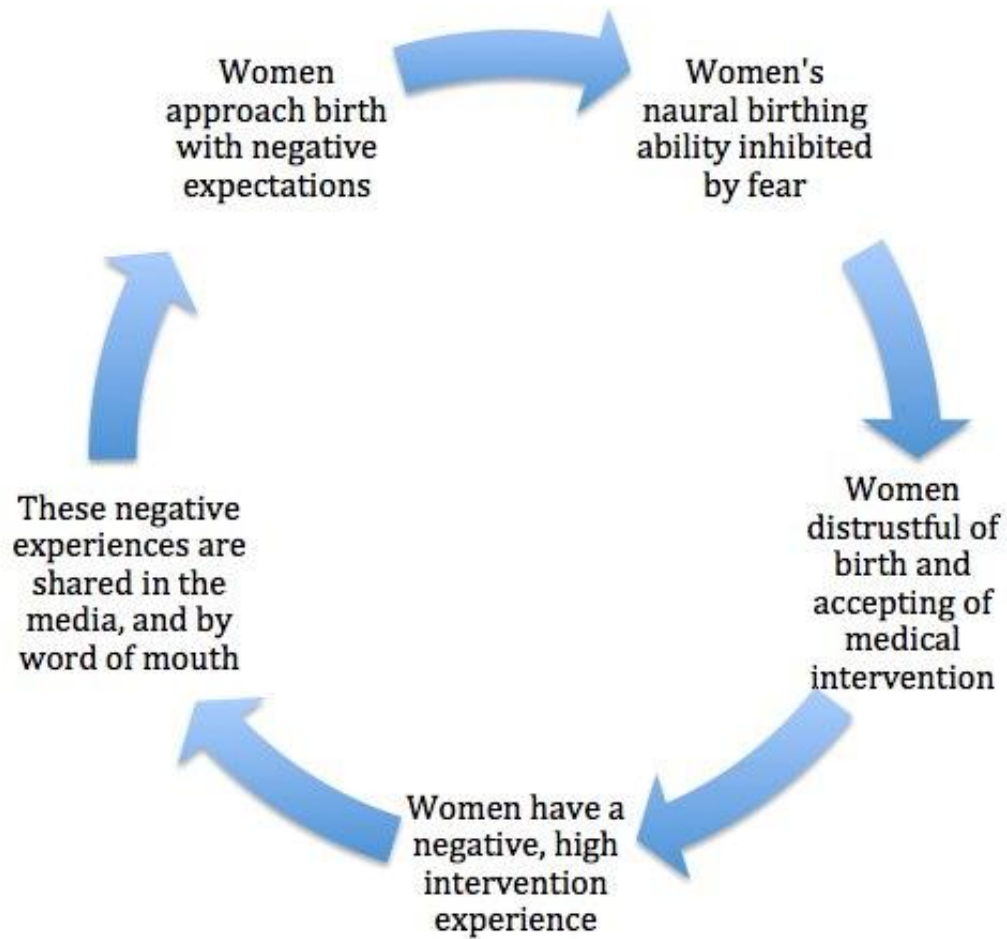 Women
approach birth
with negative
expectations
Women's
naural birthing
ability inhibited
by fear
Women
distrustful of
birth and
accepting of
medical
intervention
Women have a
negative, high
intervention
experience
These negative
experiences are
shared in the
media, and by
word of mouth